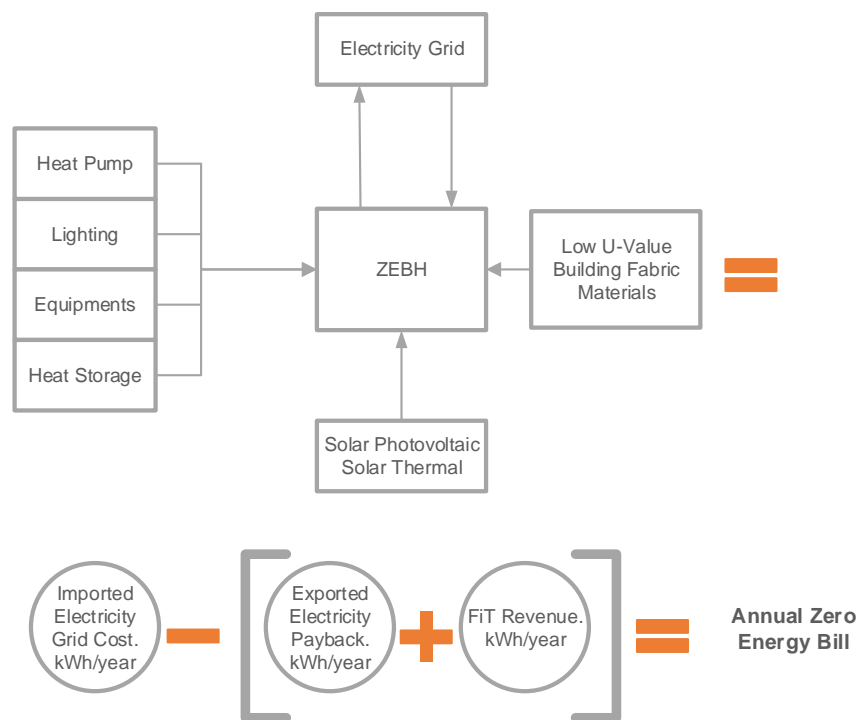 Electricity Grid
Heat Pump
Lighting
Equipments
Heat Storage
ZEBH
Low U-Value
Building Fabric
Materials
Solar Photovoltaic
Solar Thermal
Imported
Electricity
Grid Cost.
kWh/year
Exported
Electricity
Payback.
kWh/year
FiT Revenue.
kWh/year
Annual Zero
Energy Bill